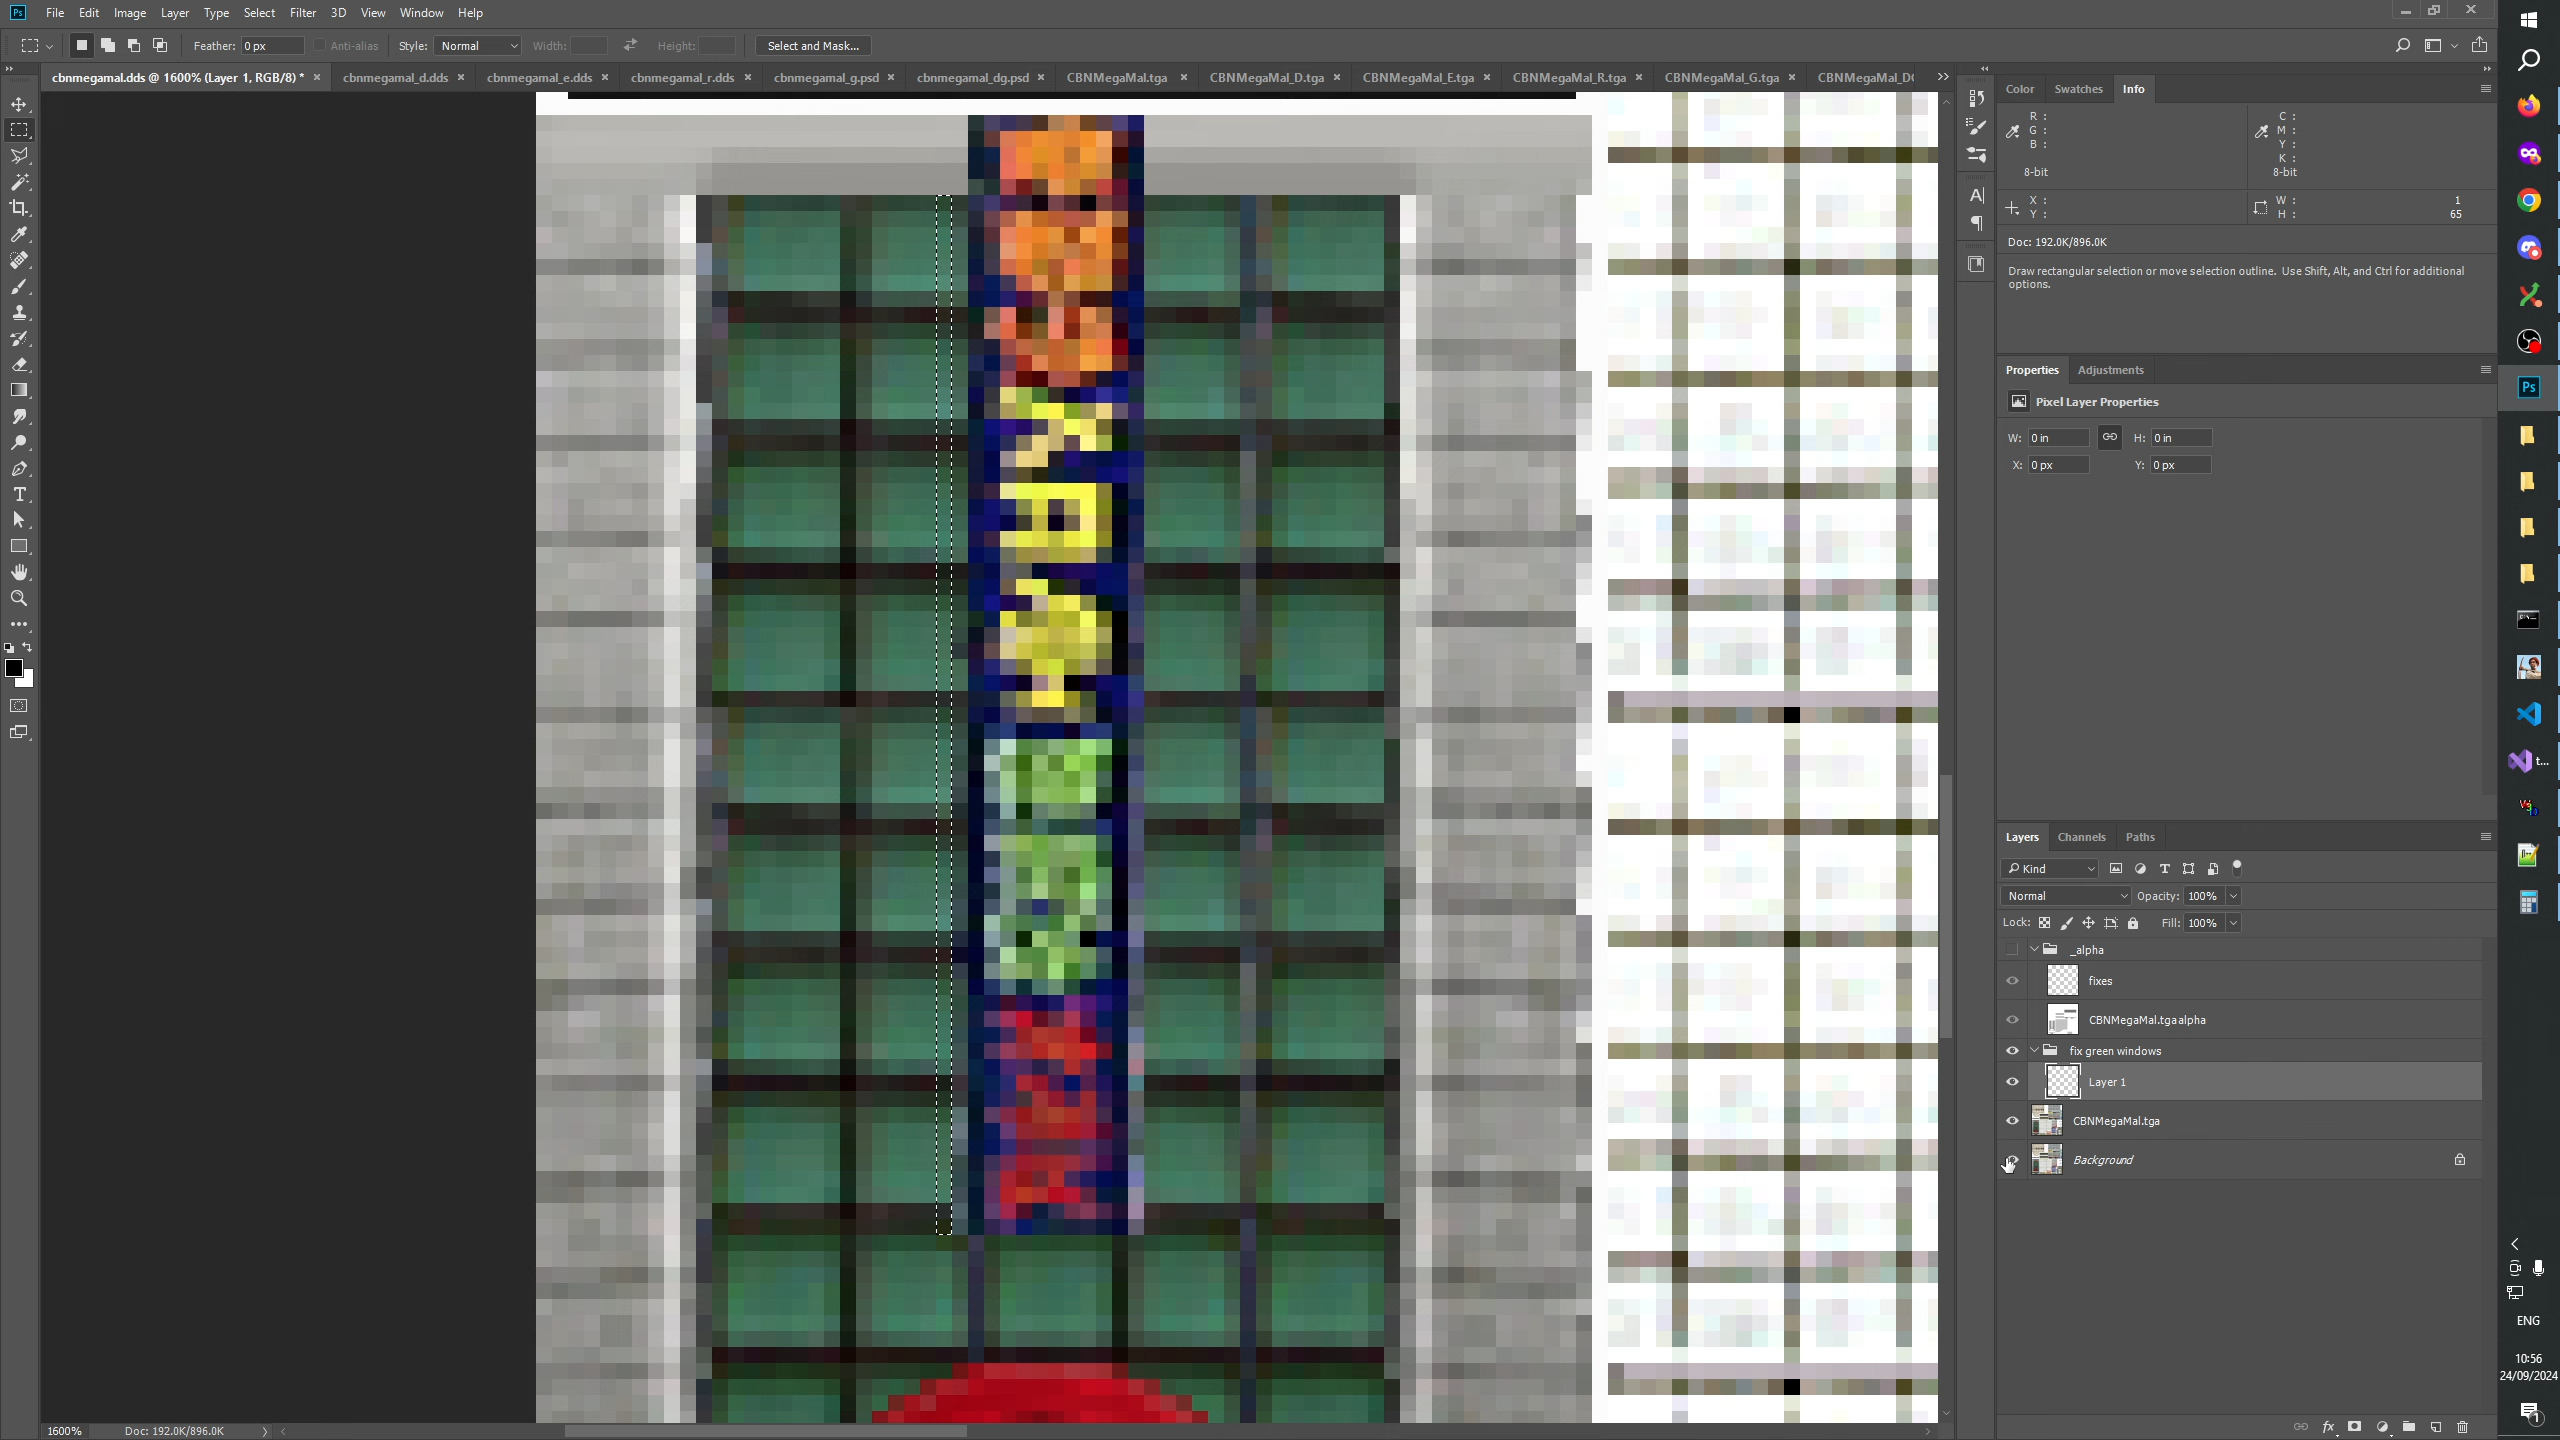 Ps File Edit Image Layer Type Select Filter 3D View Window Help
Feather: 0 px Anti-alias Style: Normal Width: Height: Select and Mask...
cbnmegamal.dds @ 1600% (Layer 1, RGB/8) * × cbnmegamal_d.dds × cbnmegamal_e.dds × cbnmegamal_r.dds × cbnmegamal_g.psd × cbnmegamal_dg.psd × CBNMegaMal.tga × CBNMegaMal_D.tga × CBNMegaMal_E.tga × CBNMegaMal_R.tga × CBNMegaMal_G.tga × CBNMegaMal_D
Color Swatches Info
R : C :
G : M :
B : Y :
K :
8-bit 8-bit
X : W : 1
Y : H : 65
Doc: 192.0K/896.0K
Draw rectangular selection or move selection outline. Use Shift, Alt, and Ctrl for additional
options.
Properties Adjustments
Pixel Layer Properties
W: 0 in H: 0 in
X: 0 px Y: 0 px
Layers Channels Paths
Kind
Normal Opacity: 100%
Lock: Fill: 100%
_alpha
fixes
CBNMegaMal.tga alpha
fix green windows
Layer 1
CBNMegaMal.tga
Background
1600% Doc: 192.0K/896.0K
Ps
t...
ENG
10:56
24/09/2024
1